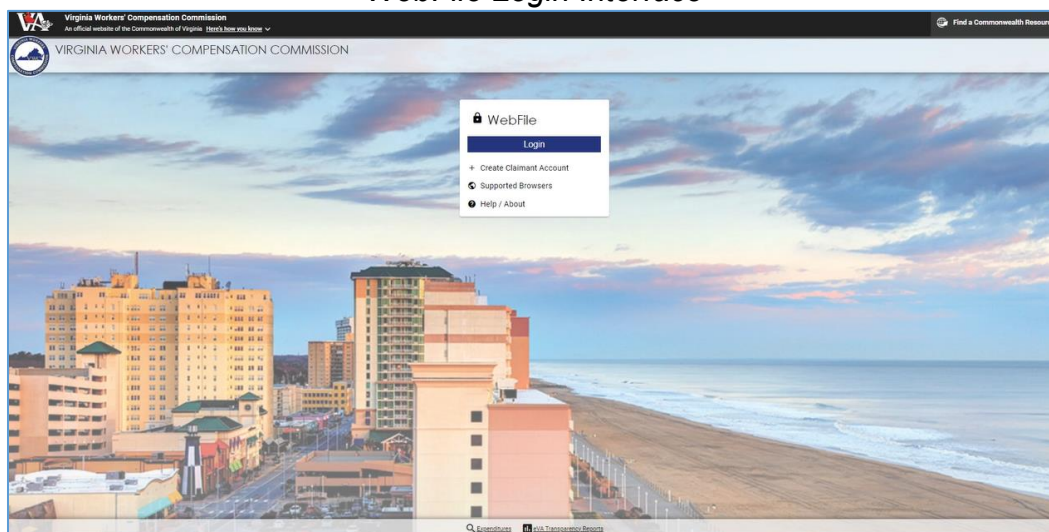 WebFile Login Interface
VA
Virginia Workers' Compensation Commission
An official website of the Commonwealth of Virginia Here's how you know
Find a Commonwealth Resour
VIRGINIA WORKERS' COMPENSATION COMMISSION
WebFile
Login
+ Create Claimant Account
Supported Browsers
Help / About
Expenditures eVA Transparency Reports